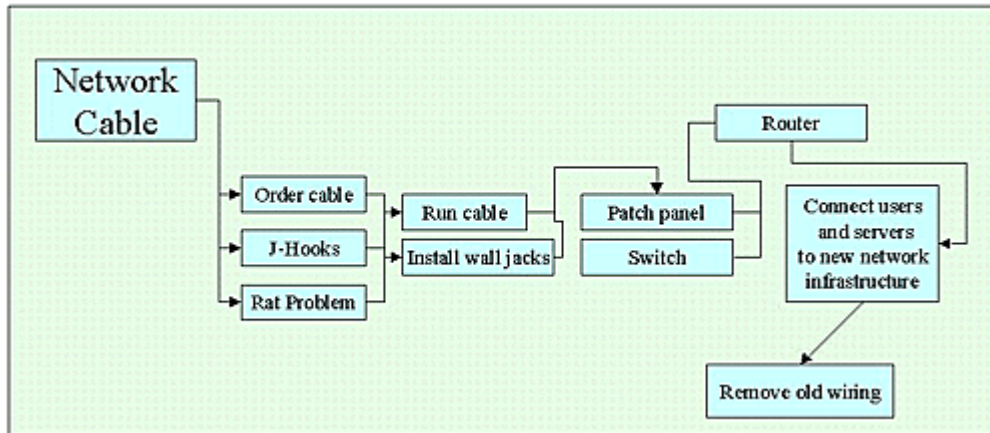 Network
Cable
Order cable
J-Hooks
Rat Problem
Run cable
Install wall jacks
Patch panel
Switch
Router
Connect users
and servers
to new network
infrastructure
Remove old wiring